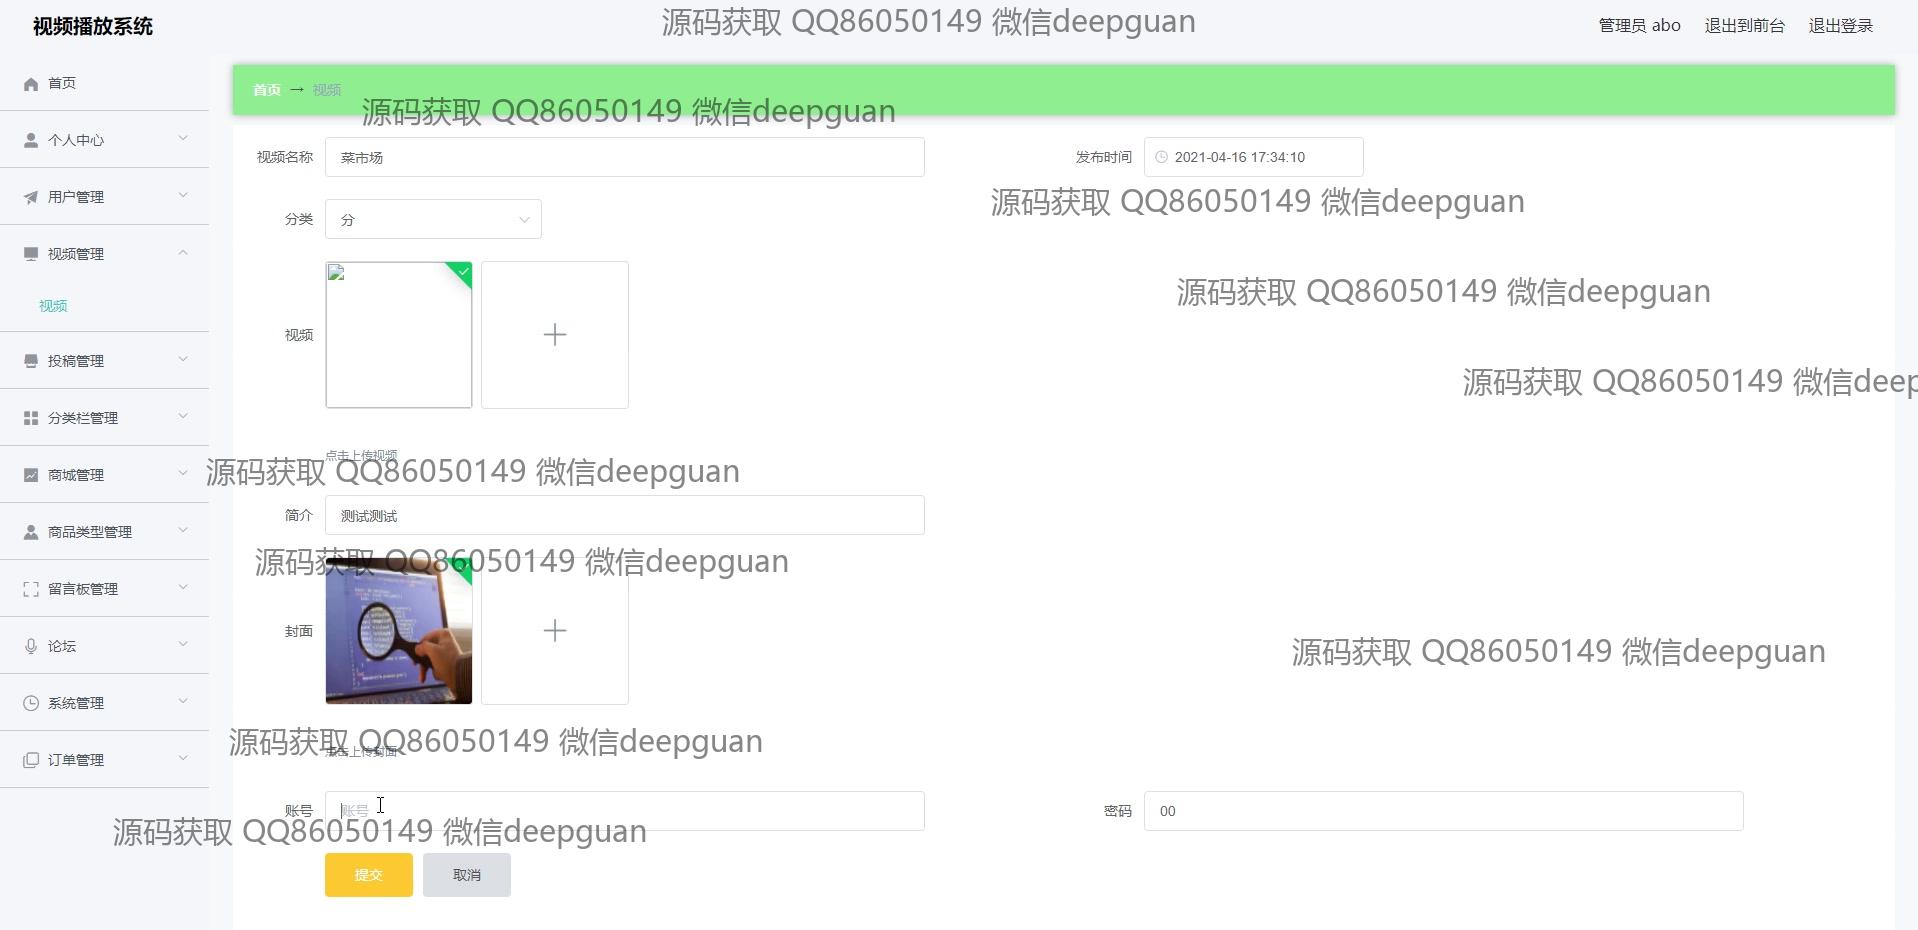 视频播放系统
源码获取 QQ86050149 微信deepguan
管理员 abo 退出到前台 退出登录
首页
首页 → 视频
源码获取 QQ86050149 微信deepguan
个人中心
视频名称 菜市场
发布时间 2021-04-16 17:34:10
用户管理
源码获取 QQ86050149 微信deepguan
分类 分
视频管理
源码获取 QQ86050149 微信deepguan
视频
视频
投稿管理
源码获取 QQ86050149 微信deep
分类栏管理
点击上传视频
商城管理
源码获取 QQ86050149 微信deepguan
简介 测试测试
商品类型管理
源码获取 QQ86050149 微信deepguan
留言板管理
封面
论坛
源码获取 QQ86050149 微信deepguan
系统管理
源码获取 QQ86050149 微信deepguan
点击上传封面
订单管理
账号 账号
密码 00
源码获取 QQ86050149 微信deepguan
提交 取消